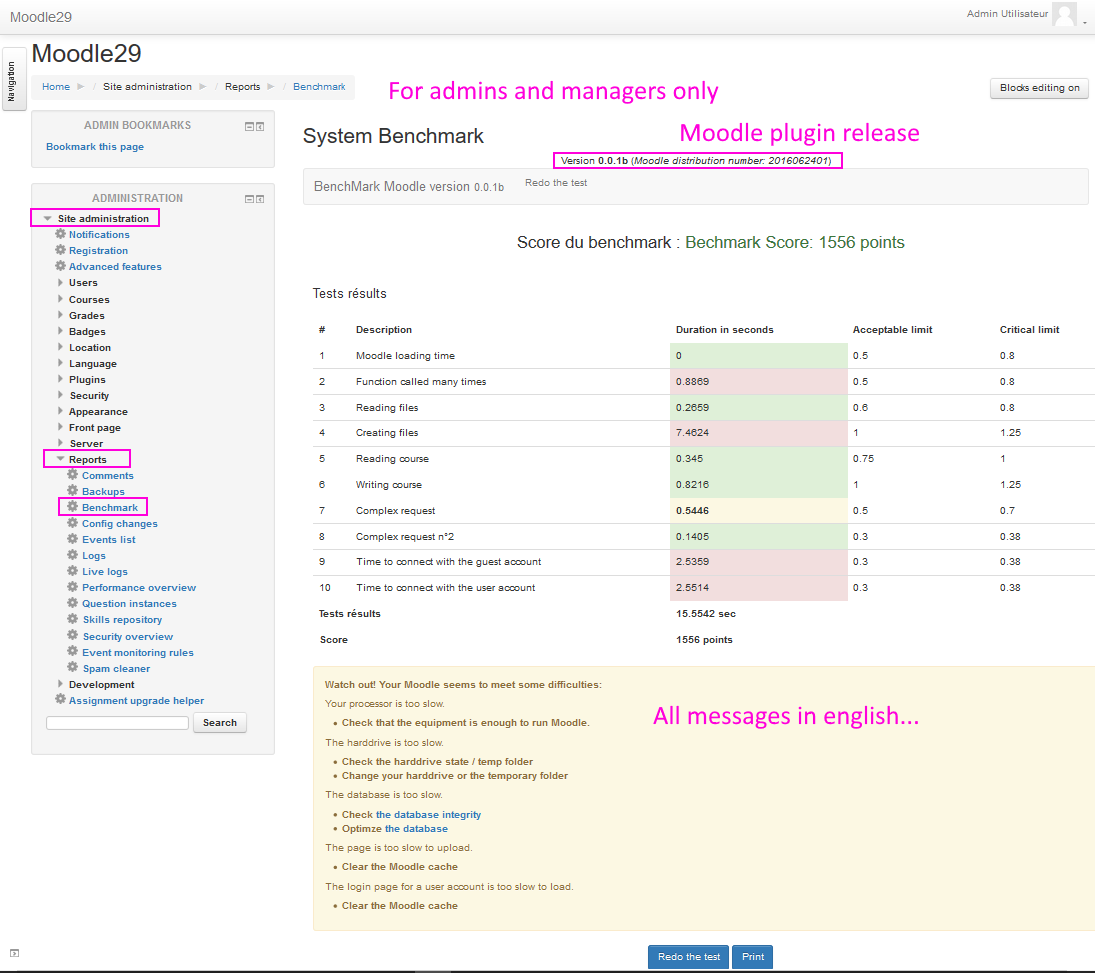 Moodle29
Admin Utilisateur
Navigation
Moodle29
Home / Site administration / Reports / Benchmark
For admins and managers only
Blocks editing on
ADMIN BOOKMARKS
Bookmark this page
ADMINISTRATION
Site administration
Notifications
Registration
Advanced features
Users
Courses
Grades
Badges
Location
Language
Plugins
Security
Appearance
Front page
Server
Reports
Comments
Backups
Benchmark
Config changes
Events list
Logs
Live logs
Performance overview
Question instances
Skills repository
Security overview
Event monitoring rules
Spam cleaner
Development
Assignment upgrade helper
Search
System Benchmark
Moodle plugin release
Version 0.0.1b (Moodle distribution number: 2016062401)
BenchMark Moodle version 0.0.1b Redo the test
Score du benchmark : Bechmark Score: 1556 points
Tests résults
# Description Duration in seconds Acceptable limit Critical limit
1 Moodle loading time 0 0.5 0.8
2 Function called many times 0.8869 0.5 0.8
3 Reading files 0.2659 0.6 0.8
4 Creating files 7.4624 1 1.25
5 Reading course 0.345 0.75 1
6 Writing course 0.8216 1 1.25
7 Complex request 0.5446 0.5 0.7
8 Complex request n°2 0.1405 0.3 0.38
9 Time to connect with the guest account 2.5359 0.3 0.38
10 Time to connect with the user account 2.5514 0.3 0.38
Tests résults 15.5542 sec
Score 1556 points
Watch out! Your Moodle seems to meet some difficulties:
Your processor is too slow.
• Check that the equipment is enough to run Moodle.
All messages in english...
The harddrive is too slow.
• Check the harddrive state / temp folder
• Change your harddrive or the temporary folder
The database is too slow.
• Check the database integrity
• Optimze the database
The page is too slow to upload.
• Clear the Moodle cache
The login page for a user account is too slow to load.
• Clear the Moodle cache
Redo the test
Print